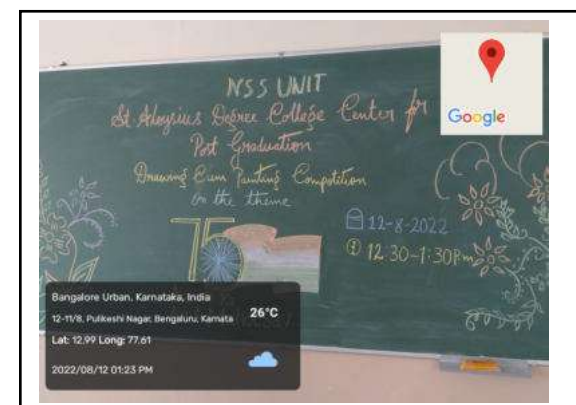 NSS UNIT
St Aloysius Degree College Center for
Post Graduation
Drawing Cum Painting Competition
On the theme
75
12-8-2022
12.30-1:30Pm
Google
Bangalore Urban, Karnataka, India
12-11/8, Pulikeshi Nagar, Bengaluru, Karnata
26°C
Lat: 12.99 Long: 77.61
2022/08/12 01:23 PM